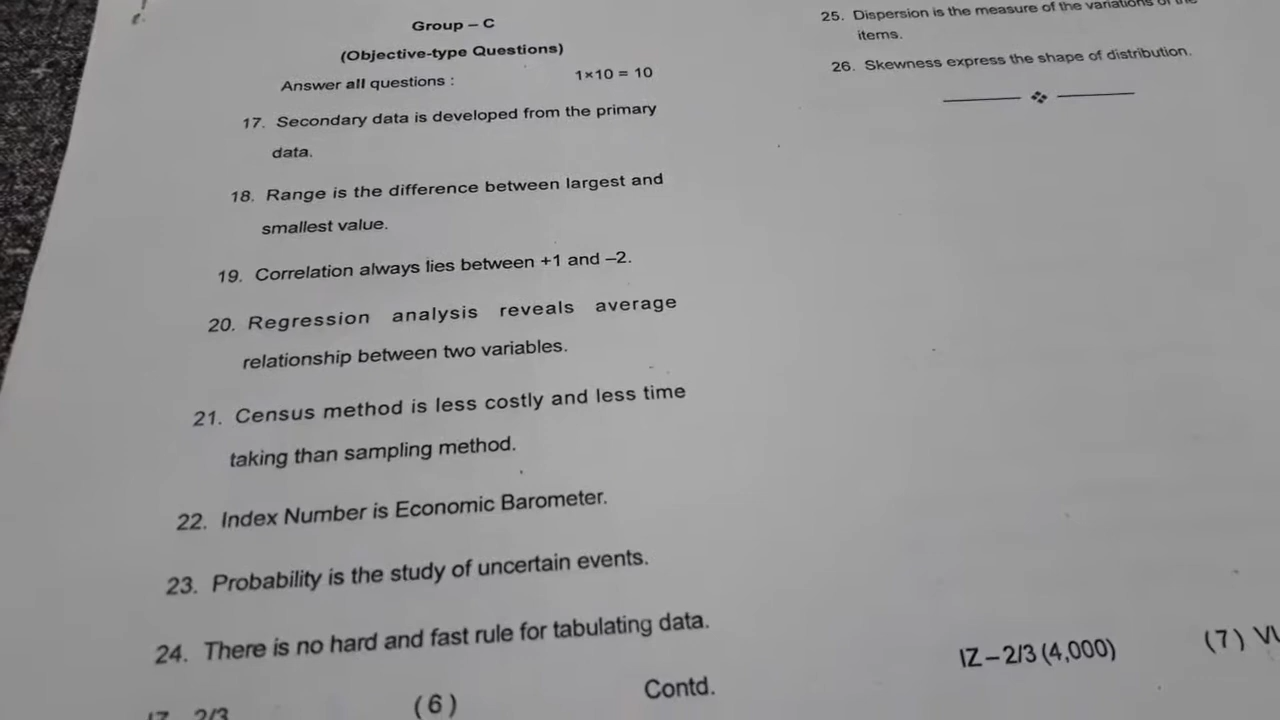 Group – C
(Objective-type Questions)
Answer all questions : 1×10 = 10
17. Secondary data is developed from the primary
data.
18. Range is the difference between largest and
smallest value.
19. Correlation always lies between +1 and –2.
20. Regression analysis reveals average
relationship between two variables.
21. Census method is less costly and less time
taking than sampling method.
22. Index Number is Economic Barometer.
23. Probability is the study of uncertain events.
24. There is no hard and fast rule for tabulating data.
IZ – 2/3 (6) Contd.
25. Dispersion is the measure of the variations of the
items.
26. Skewness express the shape of distribution.
IZ – 2/3 (4,000) (7)